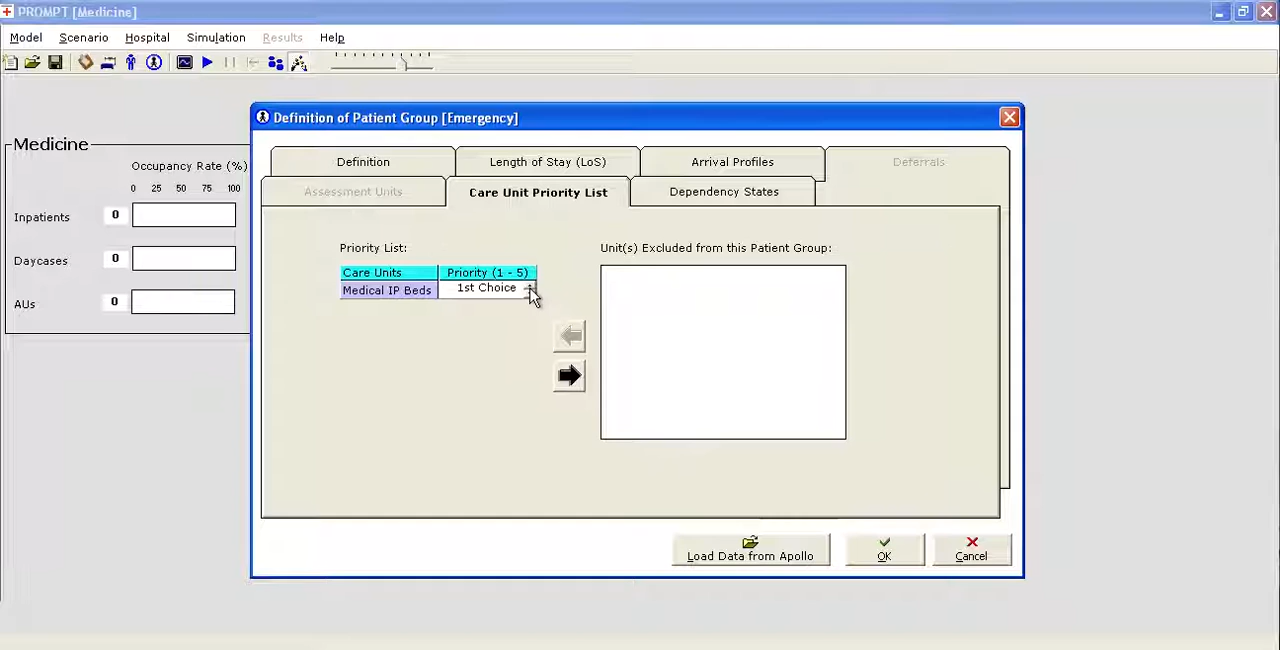 PROMPT [Medicine]
Model Scenario Hospital Simulation Results Help
Medicine
Occupancy Rate (%)
0 25 50 75 100
Inpatients 0
Daycases 0
AUs 0
Definition of Patient Group [Emergency]
Definition Length of Stay (LoS) Arrival Profiles Deferrals
Assessment Units Care Unit Priority List Dependency States
Priority List: Unit(s) Excluded from this Patient Group:
Care Units Priority (1 - 5)
Medical IP Beds 1st Choice
Load Data from Apollo OK Cancel